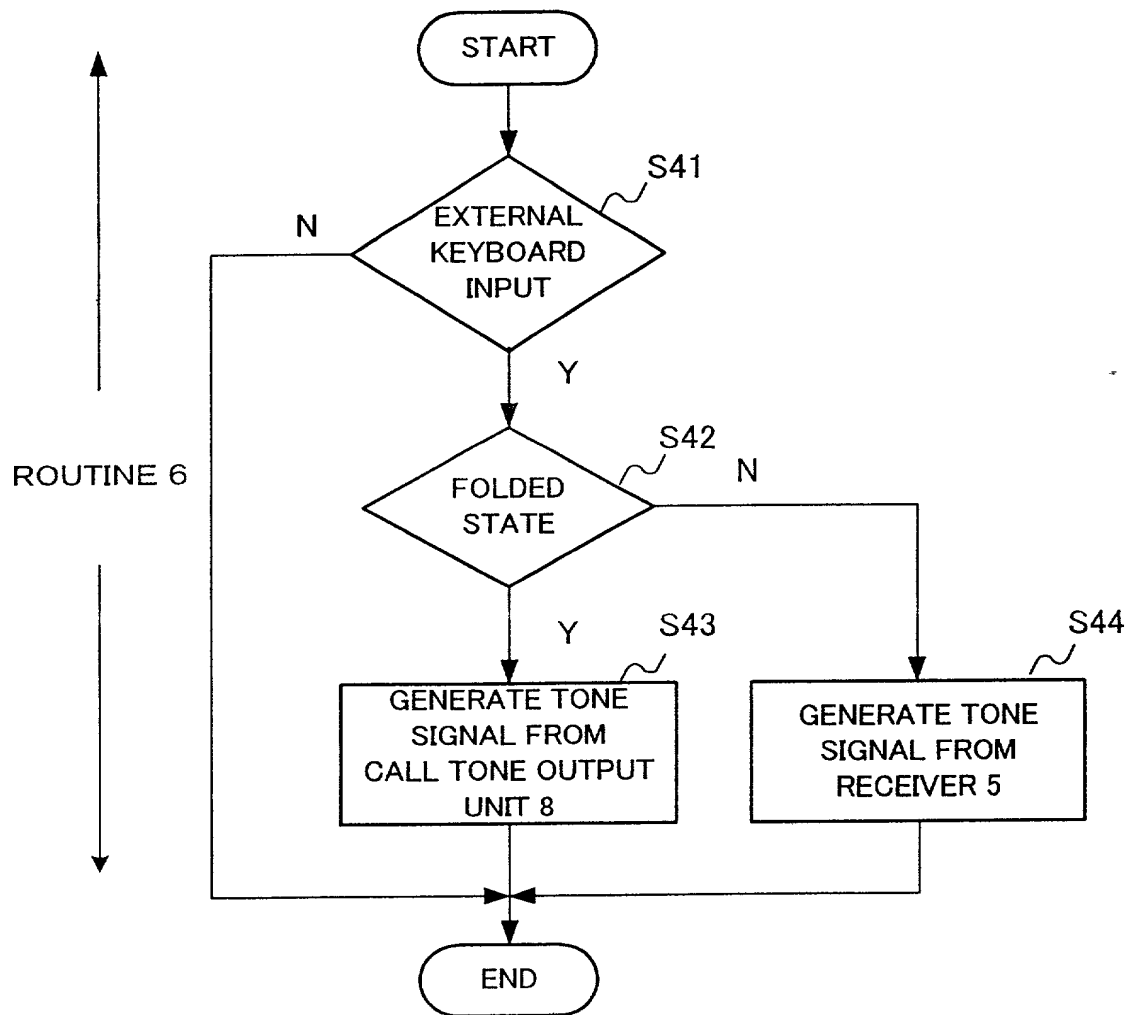 START
S41
N
EXTERNAL
KEYBOARD
INPUT
Y
S42
ROUTINE 6
FOLDED
STATE
N
Y
S43
S44
GENERATE TONE
SIGNAL FROM
CALL TONE OUTPUT
UNIT 8
GENERATE TONE
SIGNAL FROM
RECEIVER 5
END